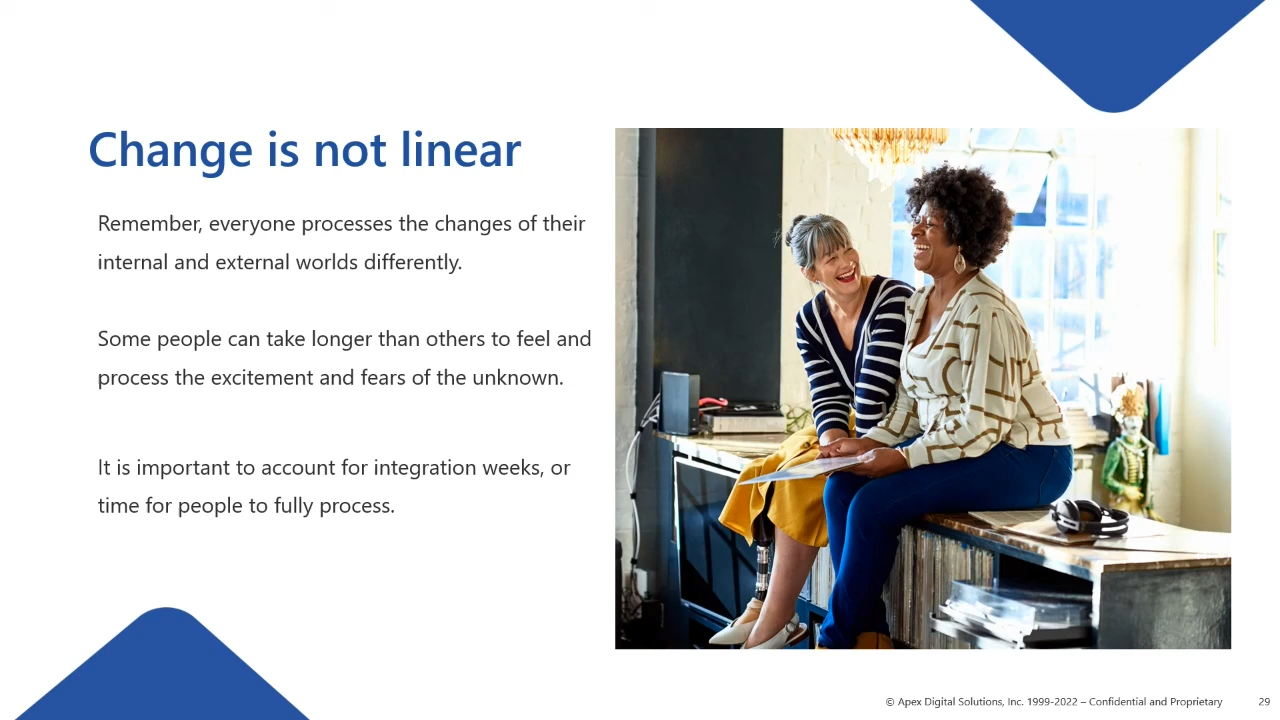 Change is not linear
Remember, everyone processes the changes of their
internal and external worlds differently.
Some people can take longer than others to feel and
process the excitement and fears of the unknown.
It is important to account for integration weeks, or
time for people to fully process.
© Apex Digital Solutions, Inc. 1999-2022 – Confidential and Proprietary
29